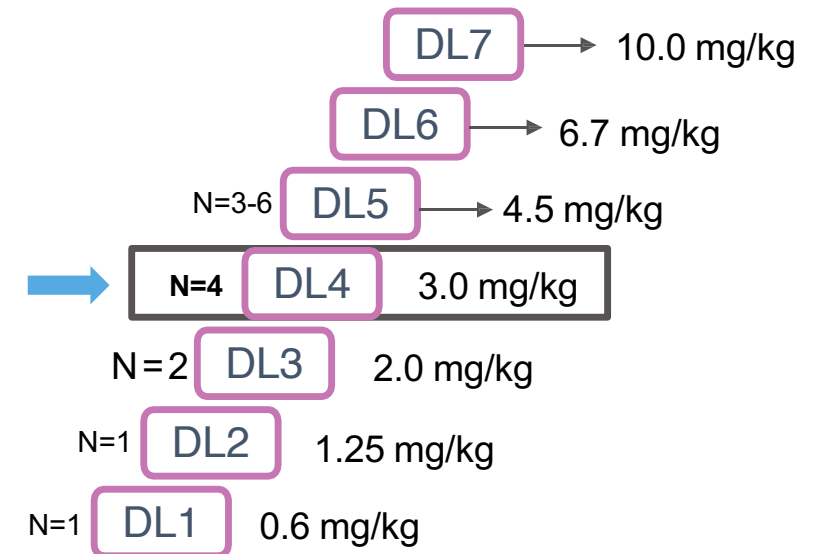 DL7 10.0 mg/kg
DL6 6.7 mg/kg
N=3-6 DL5 4.5 mg/kg
N=4 DL4 3.0 mg/kg
N=2 DL3 2.0 mg/kg
N=1 DL2 1.25 mg/kg
N=1 DL1 0.6 mg/kg